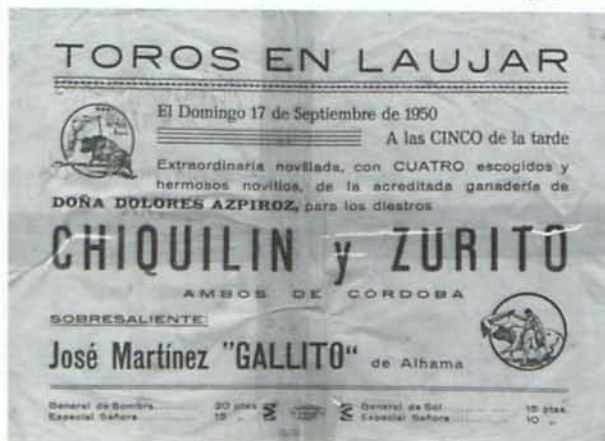 TOROS EN LAUJAR
El Domingo 17 de Septiembre de 1950
A las CINCO de la tarde
Extraordinaria novillada, con CUATRO escogidos y
hermosos novillos, de la acreditada ganadería de
DOÑA DOLORES AZPIROZ, para los diestros
CHIQUILIN y ZURITO
AMBOS DE CORDOBA
SOBRESALIENTE:
José Martínez "GALLITO" de Alhama
General de Sombra 20 ptas General de Sol 15 ptas.
Especial Señora 15 „ Especial Señora 10 „